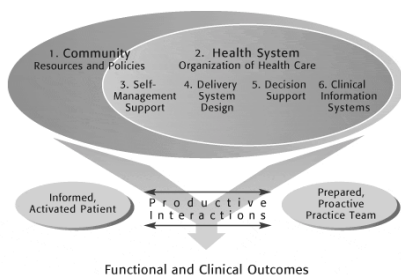 1. Community
Resources and Policies
2. Health System
Organization of Health Care
3. Self-
Management
Support
4. Delivery
System
Design
5. Decision
Support
6. Clinical
Information
Systems
Informed,
Activated Patient
Productive
Interactions
Prepared,
Proactive
Practice Team
Functional and Clinical Outcomes